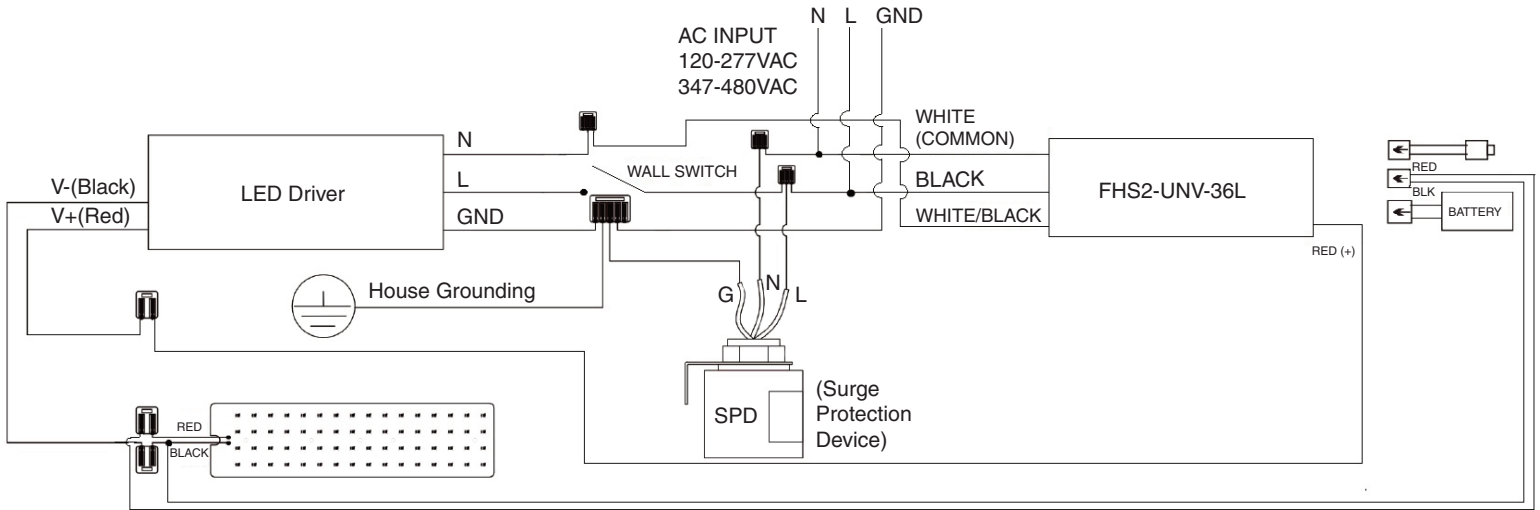 N L GND
AC INPUT
120-277VAC
347-480VAC
WHITE
(COMMON)
N
WALL SWITCH
RED
V-(Black)
LED Driver
L
BLACK
FHS2-UNV-36L
BLK
V+(Red)
GND
WHITE/BLACK
BATTERY
RED (+)
House Grounding
G N L
SPD
(Surge
Protection
Device)
RED
BLACK